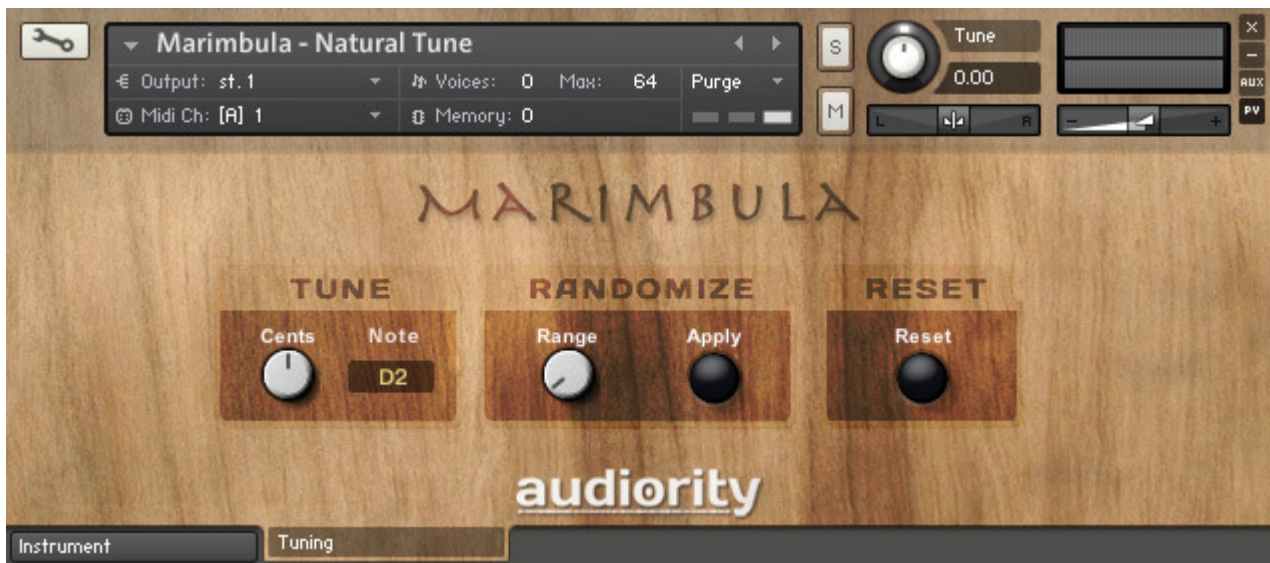 Marimbula - Natural Tune
Output: st.1
Voices: 0 Max: 64
Purge
Midi Ch: [A] 1
Memory: 0
S
M
Tune
0.00
L
R
-
+
×
-
AUX
PV
MARIMBULA
TUNE
Cents
Note
D2
RANDOMIZE
Range
Apply
RESET
Reset
audiority
Instrument
Tuning